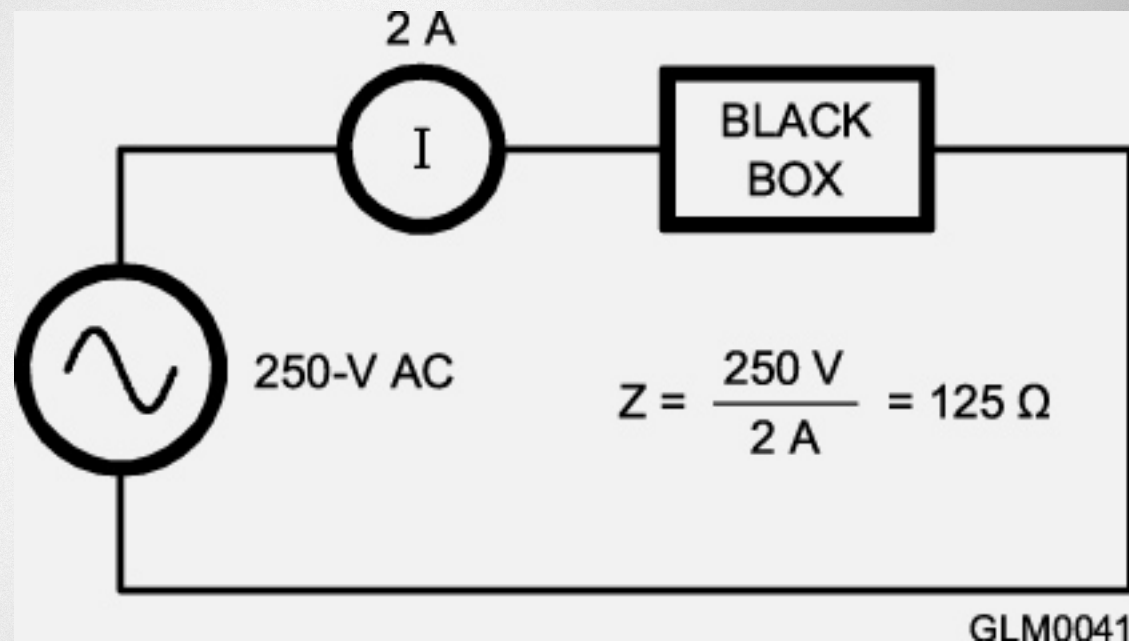 2 A
I
BLACK
BOX
250-V AC
Z = 250 V / 2 A = 125 Ω
GLM0041